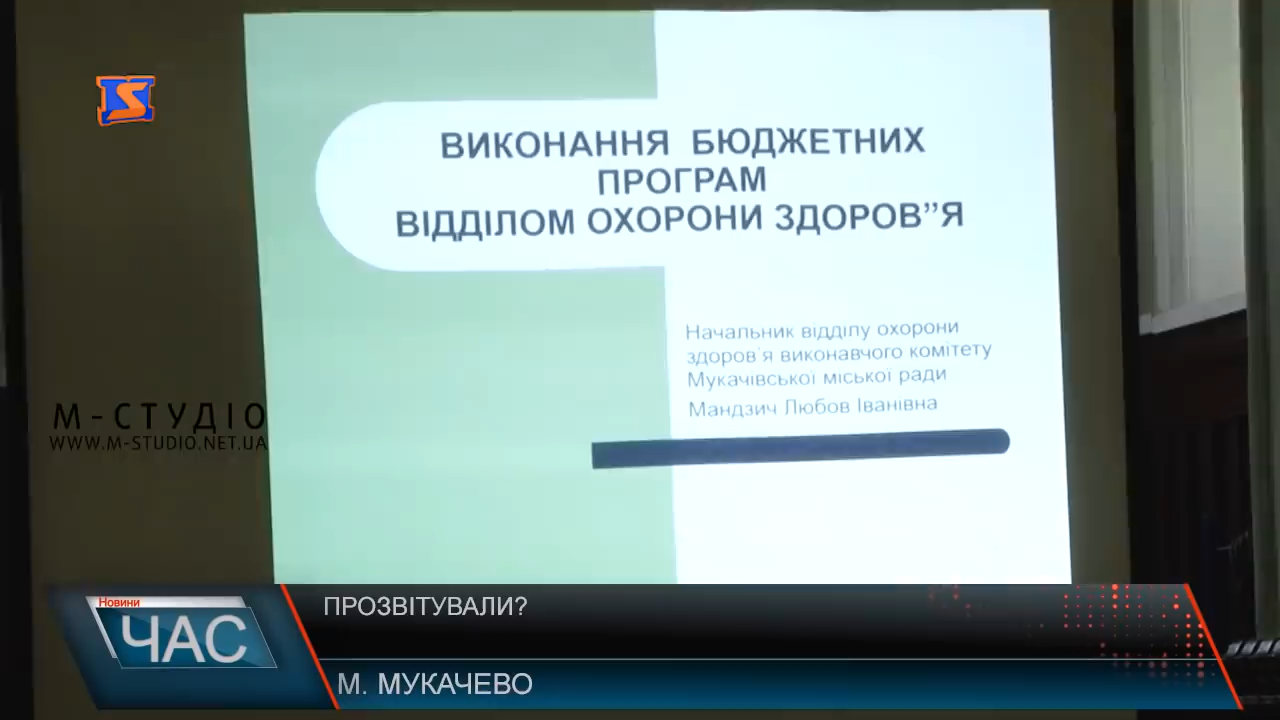 ВИКОНАННЯ БЮДЖЕТНИХ
ПРОГРАМ
ВІДДІЛОМ ОХОРОНИ ЗДОРОВ”Я
Начальник відділу охорони
здоров'я виконавчого комітету
Мукачівської міської ради
Мандзич Любов Іванівна
М-СТУДІО
WWW.M-STUDIO.NET.UA
Новини
ЧАС
ПРОЗВІТУВАЛИ?
М. МУКАЧЕВО